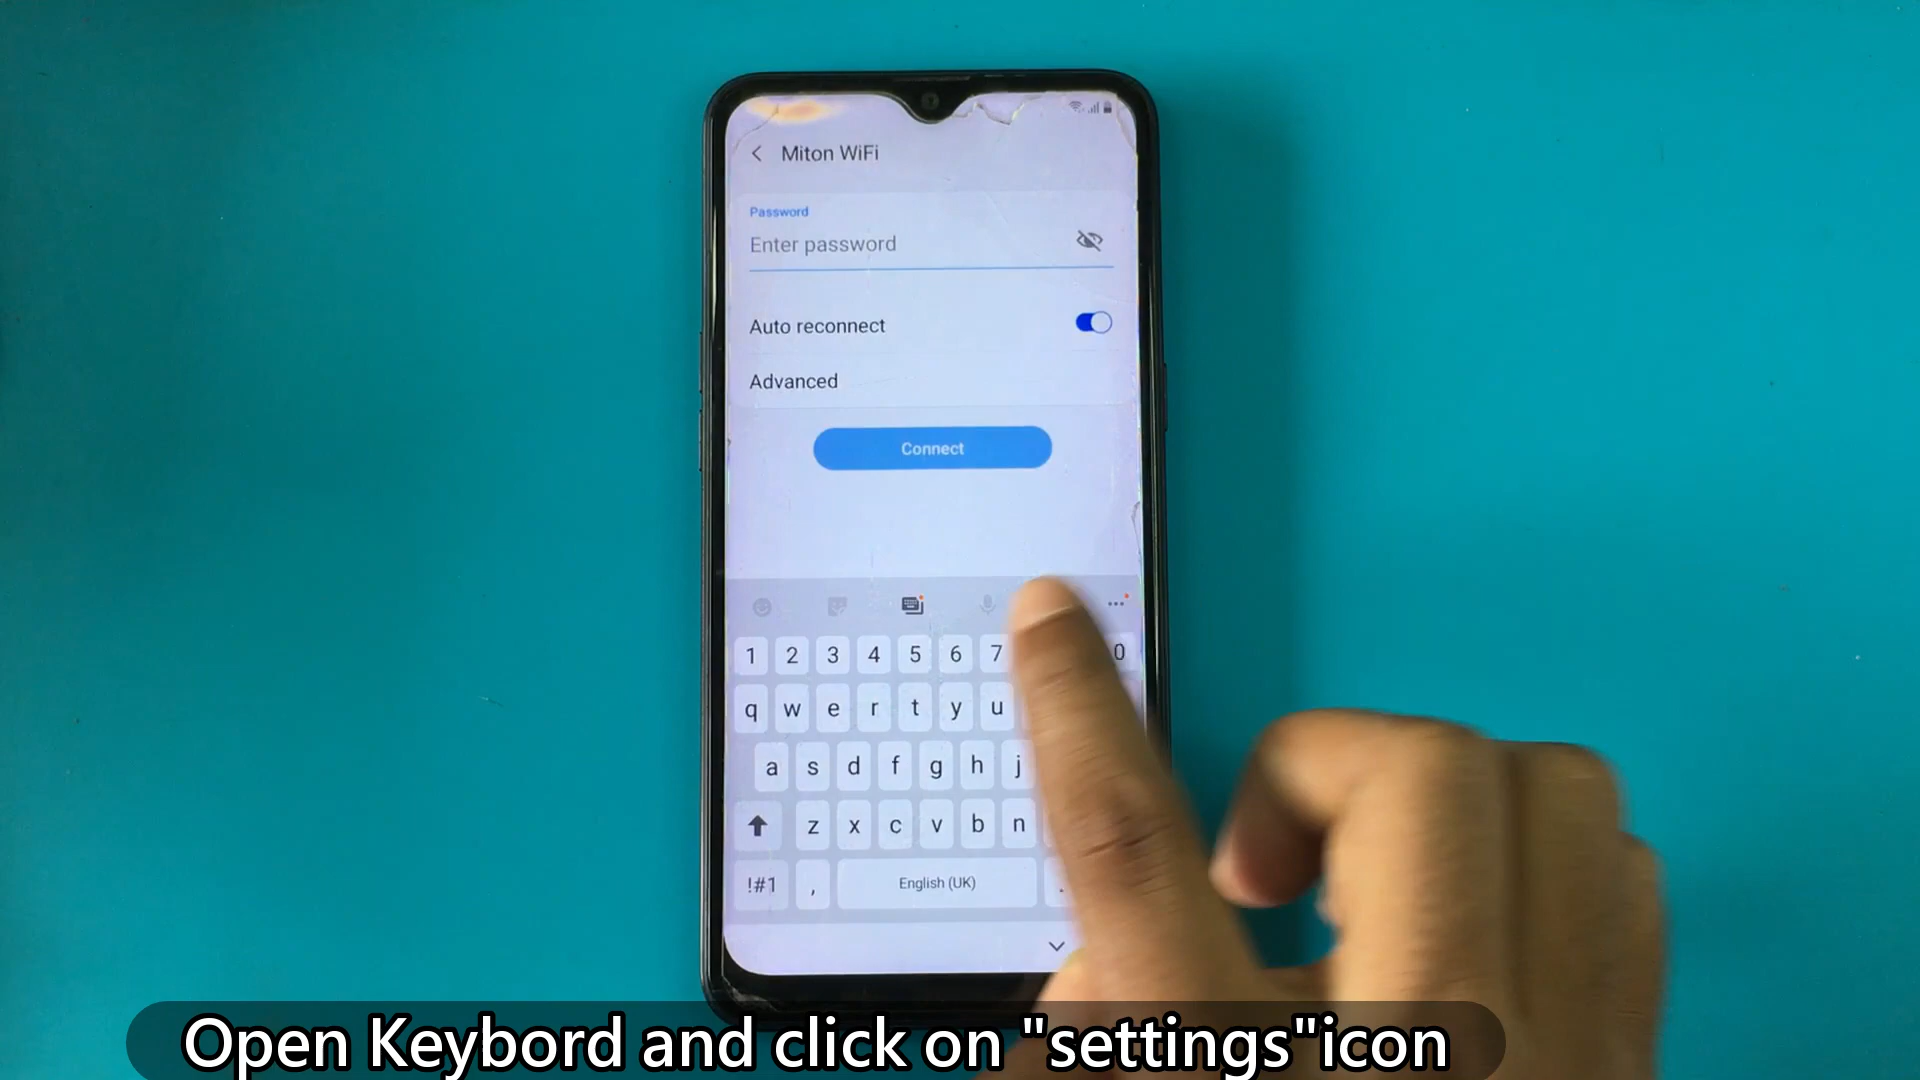 Miton WiFi
Password
Enter password
Auto reconnect
Advanced
Connect
1 2 3 4 5 6 7 0
q w e r t y u
a s d f g h j
z x c v b n
!#1 , English (UK) .
Open Keybord and click on "settings"icon